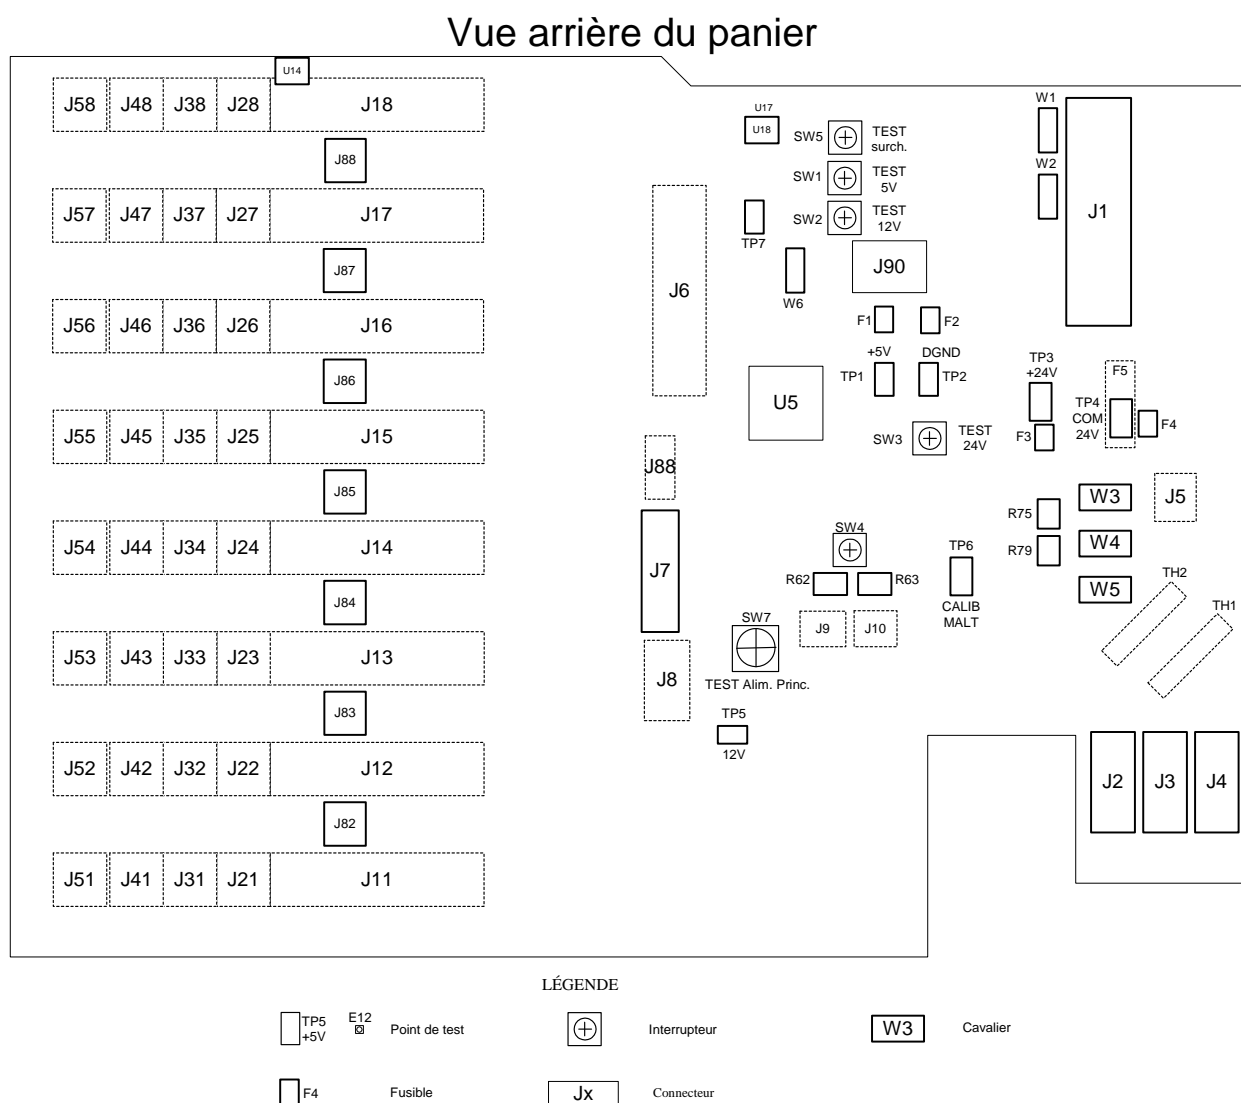 Vue arrière du panier
U14
J58 J48 J38 J28 J18
J88
J57 J47 J37 J27 J17
J87
J56 J46 J36 J26 J16
J86
J55 J45 J35 J25 J15
J85
J54 J44 J34 J24 J14
J84
J53 J43 J33 J23 J13
J83
J52 J42 J32 J22 J12
J82
J51 J41 J31 J21 J11
U17
U18
SW5
TEST
surch.
SW1
TEST
5V
SW2
TEST
12V
TP7
W6
J90
J6
F1
F2
+5V
TP1
DGND
TP2
U5
SW3
TEST
24V
W1
W2
J1
TP3
+24V
F3
F5
TP4
COM
24V
F4
J88
J7
J8
SW4
R62
R63
J9
J10
SW7
TEST Alim. Princ.
TP5
12V
TP6
CALIB
MALT
R75
R79
W3
W4
W5
J5
TH2
TH1
J2 J3 J4
LÉGENDE
TP5
+5V
E12
Point de test
Interrupteur
W3
Cavalier
F4
Fusible
Jx
Connecteur